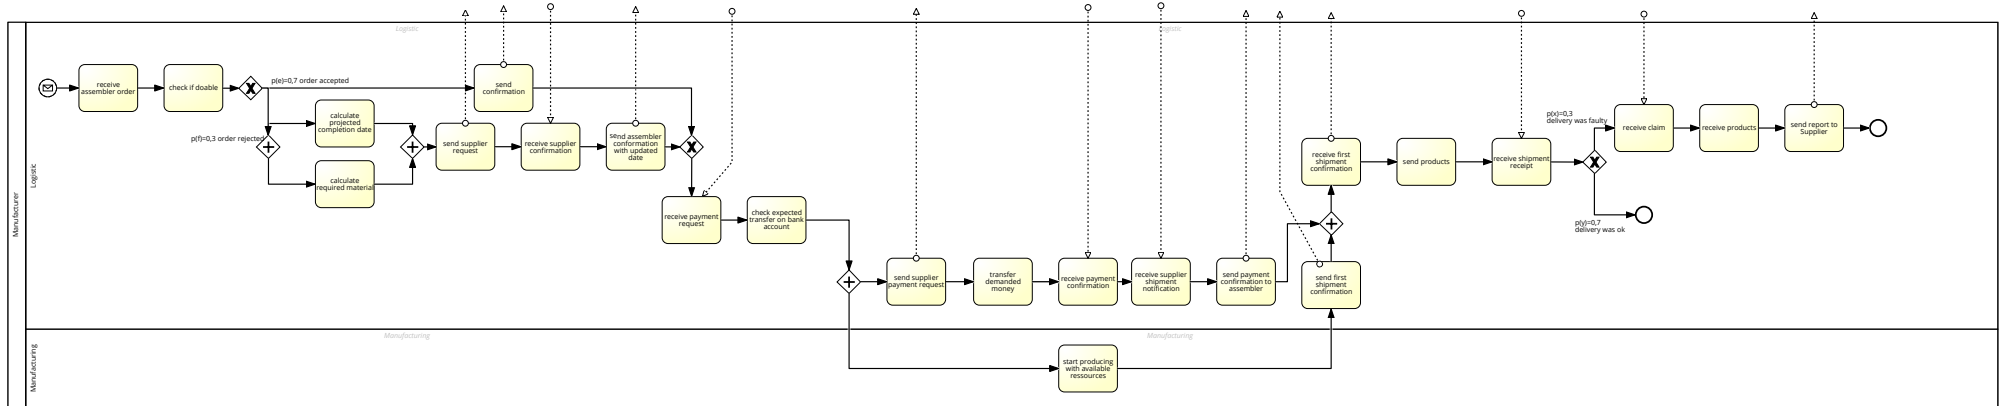 Manufacturer
Logistic
Manufacturing
Logistic
Logistic
receive
assembler order
check if doable
p(e)=0,7 order accepted
p(f)=0,3 order rejected
calculate
projected
completion date
calculate
required material
send
confirmation
send supplier
request
receive supplier
confirmation
send assembler
conformation
with updated
date
receive payment
request
check expected
transfer on bank
account
send supplier
payment request
transfer
demanded
money
receive payment
confirmation
receive supplier
shipment
notification
send payment
confirmation to
assembler
receive first
shipment
confirmation
send first
shipment
confirmation
send products
receive shipment
receipt
p(x)=0,3
delivery was faulty
p(y)=0,7
delivery was ok
receive claim
receive products
send report to
Supplier
Manufacturing
Manufacturing
start producing
with available
ressources